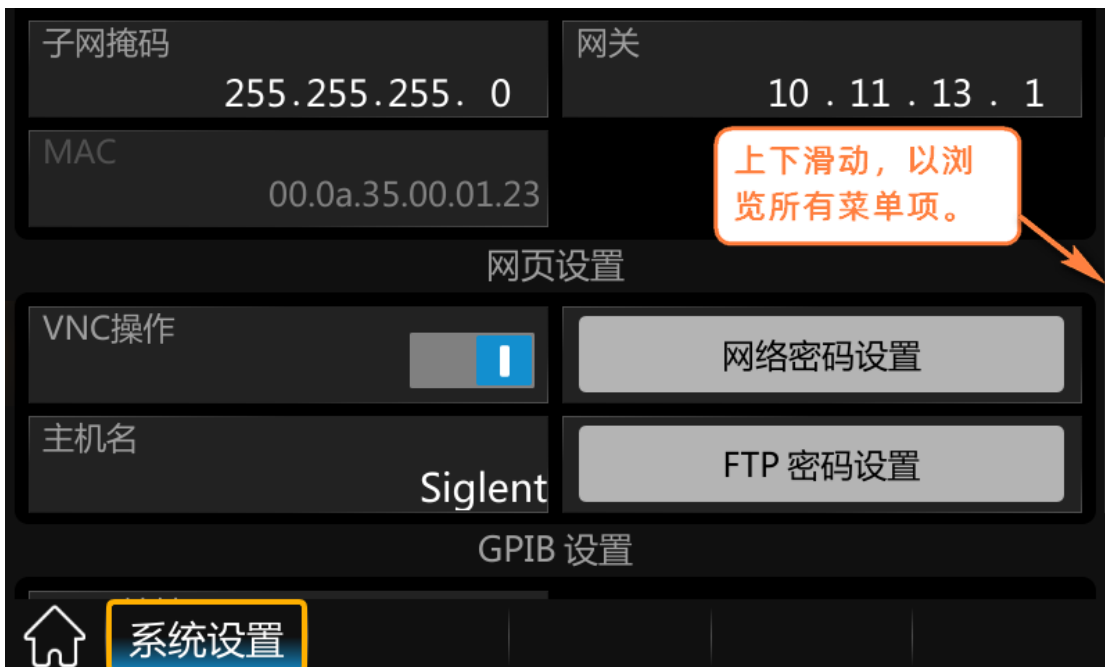 子网掩码
255.255.255. 0
网关
10 . 11 . 13 . 1
MAC
00.0a.35.00.01.23
上下滑动，以浏
览所有菜单项。
网页设置
VNC操作
网络密码设置
主机名
Siglent
FTP 密码设置
GPIB 设置
系统设置